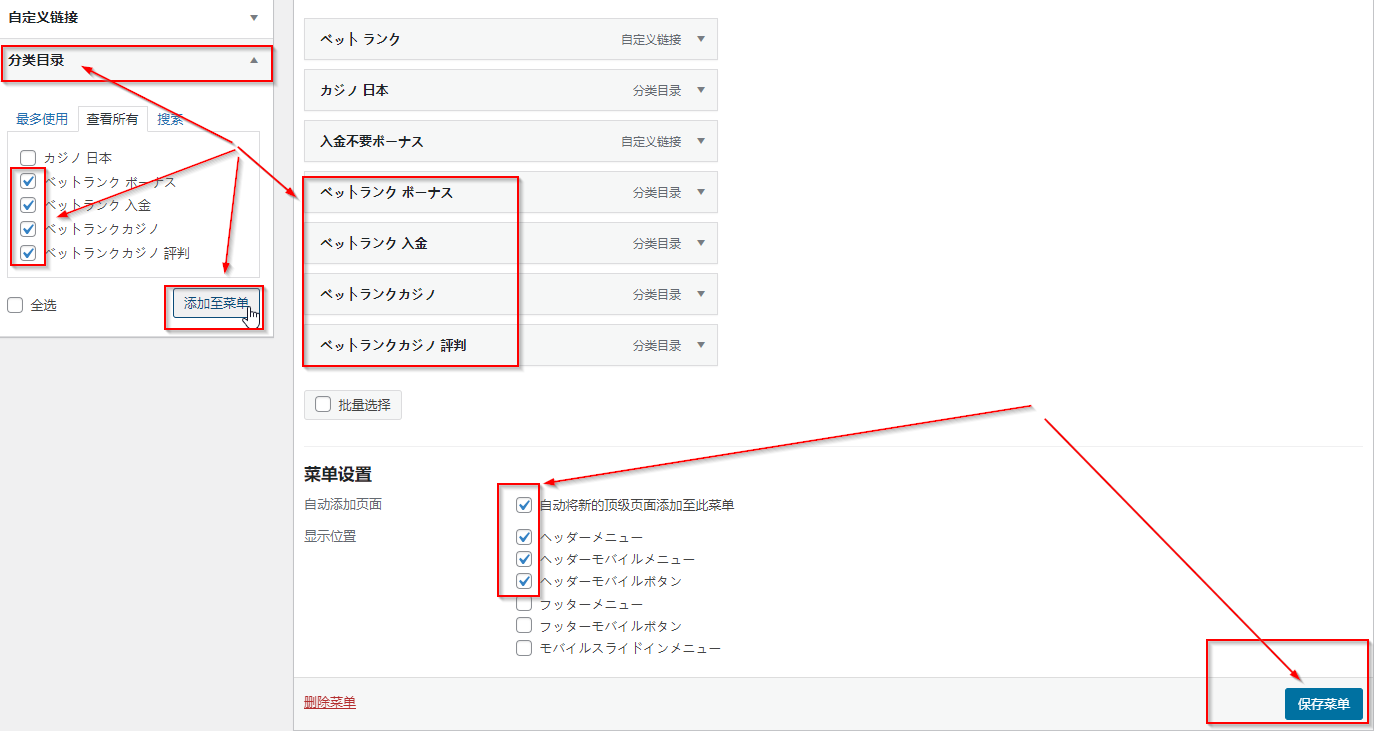 自定义链接
分类目录
最多使用 查看所有 搜索
カジノ 日本
ベットランク ボーナス
ベットランク 入金
ベットランクカジノ
ベットランクカジノ 評判
全选
添加至菜单
ベット ランク 自定义链接
カジノ 日本 分类目录
入金不要ボーナス 自定义链接
ベットランク ボーナス 分类目录
ベットランク 入金 分类目录
ベットランクカジノ 分类目录
ベットランクカジノ 評判 分类目录
批量选择
菜单设置
自动添加页面 自动将新的顶级页面添加至此菜单
显示位置 ヘッダーメニュー
ヘッダーモバイルメニュー
ヘッダーモバイルボタン
フッターメニュー
フッターモバイルボタン
モバイルスライドインメニュー
删除菜单 保存菜单